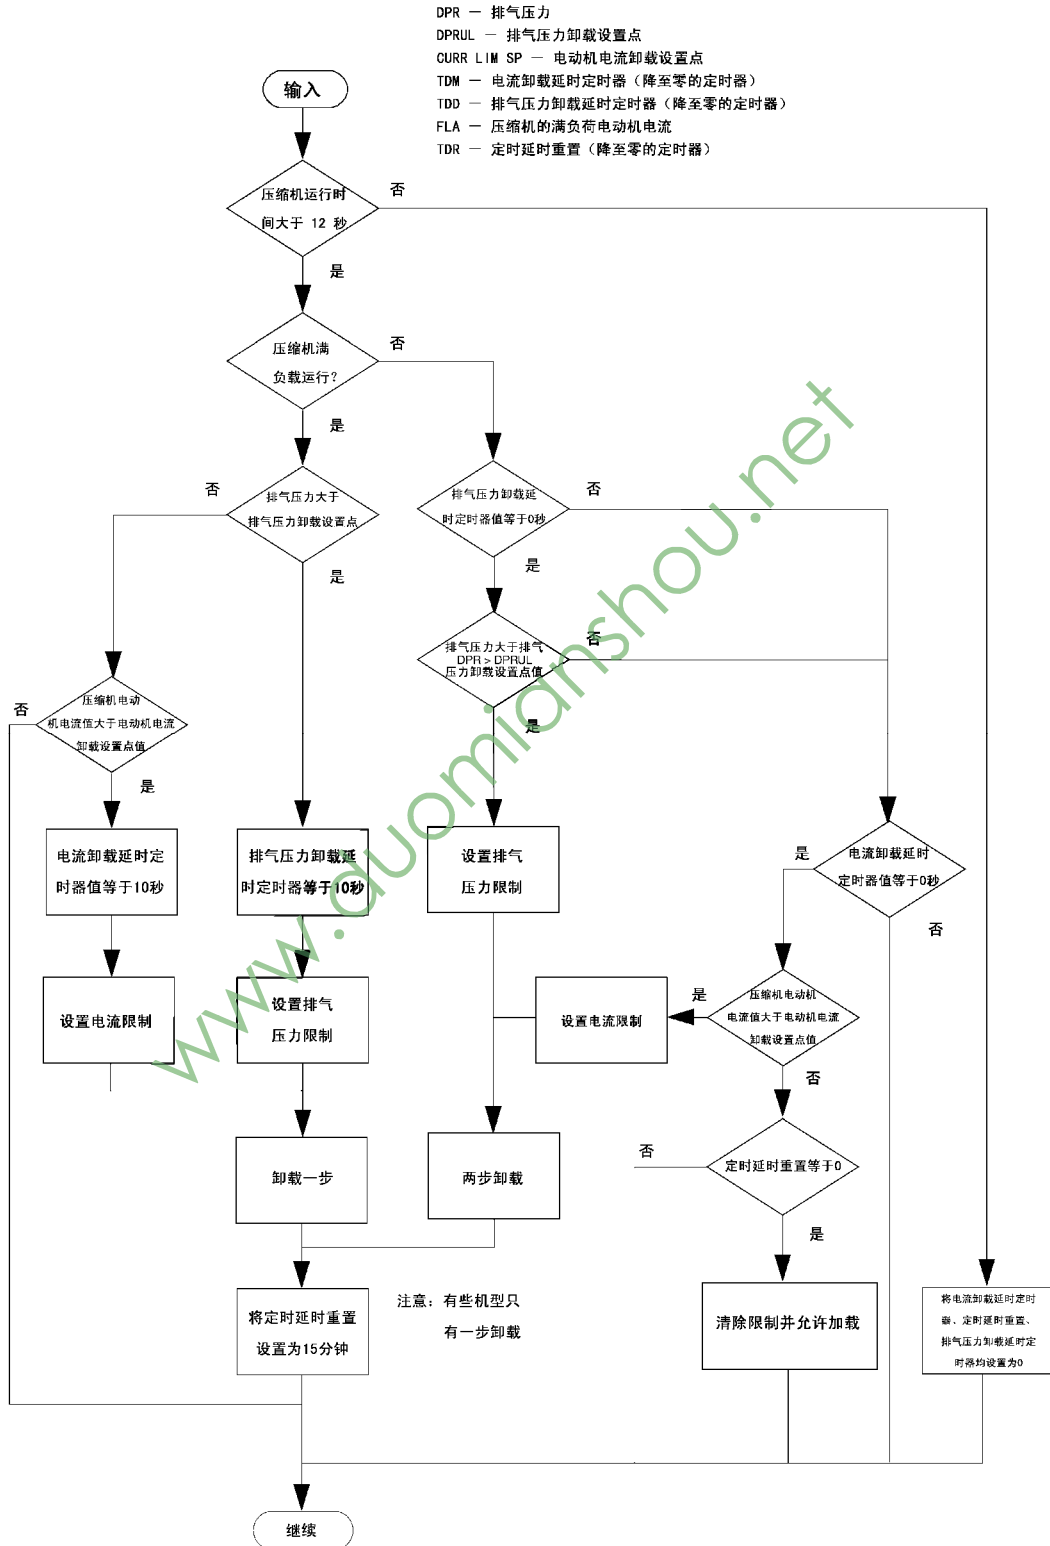 DPR — 排气压力
DPRUL — 排气压力卸载设置点
CURR LIM SP — 电动机电流卸载设置点
TDM — 电流卸载延时定时器（降至零的定时器）
TDD — 排气压力卸载延时定时器（降至零的定时器）
FLA — 压缩机的满负荷电动机电流
TDR — 定时延时重置（降至零的定时器）
输入
压缩机运行时
间大于 12 秒
否
是
压缩机满
负载运行?
否
是
排气压力大于
排气压力卸载设置点
否
是
排气压力卸载延
时定时器值等于0秒
否
是
排气压力大于排气
DPR > DPRUL
压力卸载设置点值
否
是
压缩机电动
机电流值大于电动机电流
卸载设置点值
否
是
电流卸载延时定
时器值等于10秒
排气压力卸载延
时定时器等于10秒
设置排气
压力限制
电流卸载延时
定时器值等于0秒
是
否
设置电流限制
设置排气
压力限制
设置电流限制
压缩机电动机
电流值大于电动机电流
卸载设置点值
是
否
卸载一步
两步卸载
定时延时重置等于0
否
是
将定时延时重置
设置为15分钟
注意：有些机型只
有一步卸载
清除限制并允许加载
将电流卸载延时定时
器、定时延时重置、
排气压力卸载延时定
时器均设置为0
继续
www.duomianshou.net